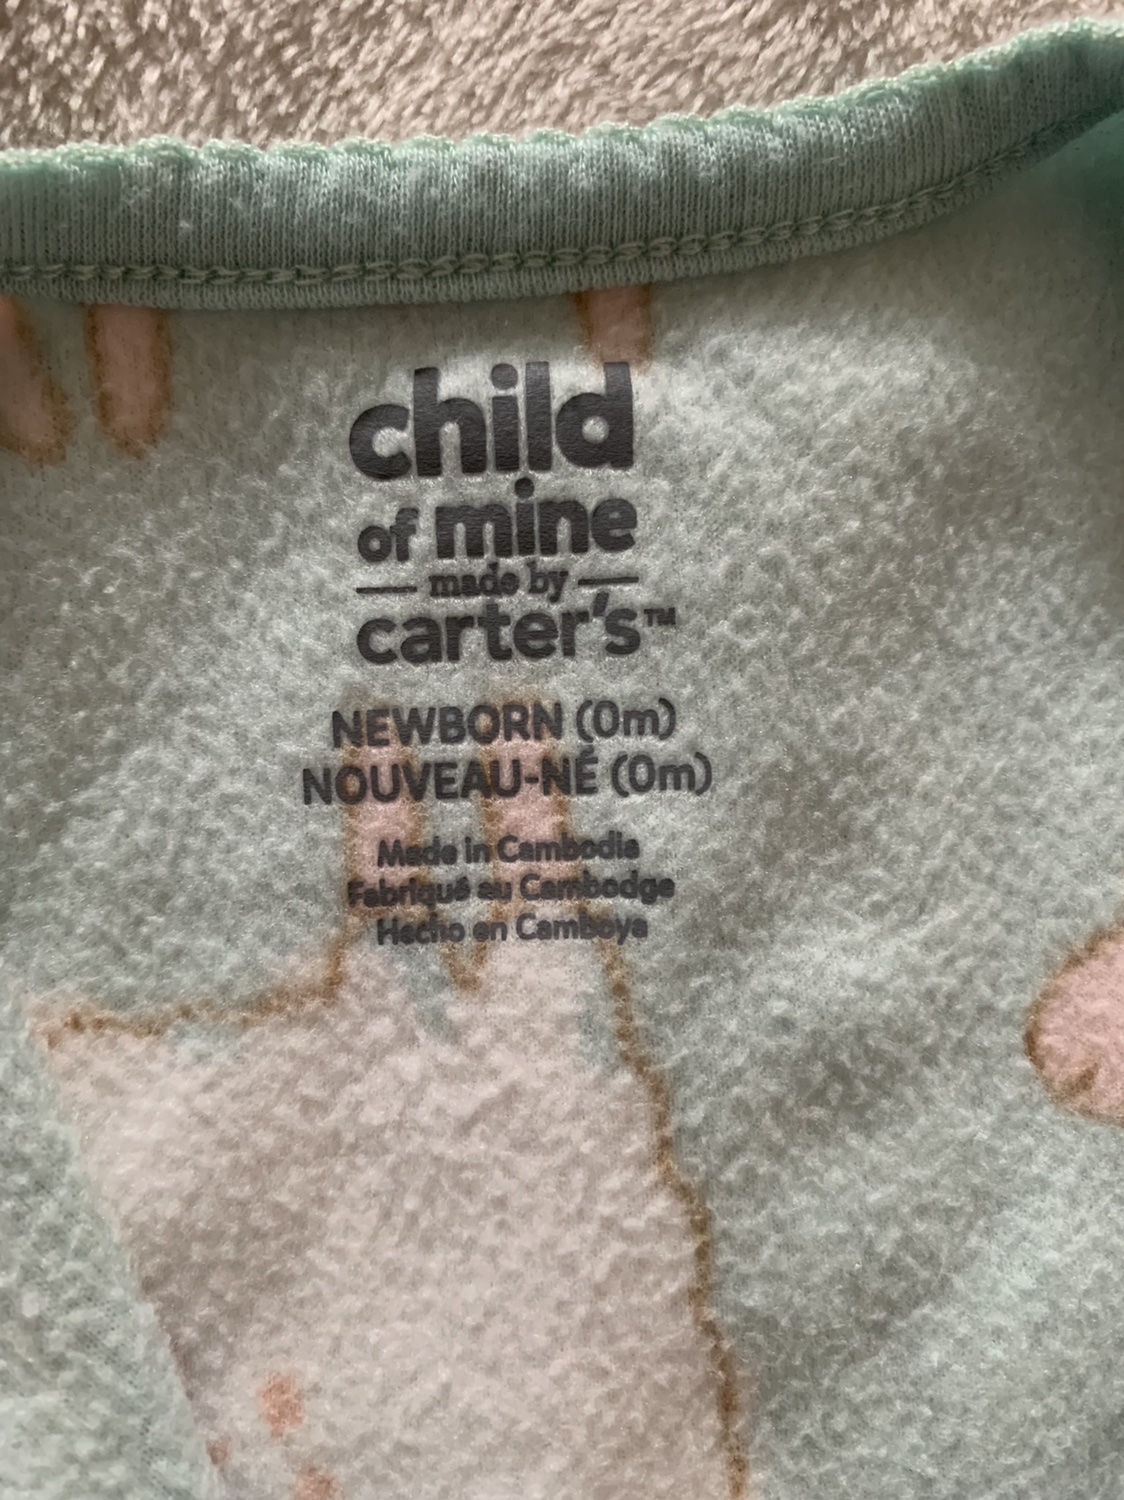 child
of mine
made by
carter's™
NEWBORN (0m)
NOUVEAU-NÉ (0m)
Made in Cambodia
Fabriqué au Cambodge
Hecho en Camboya